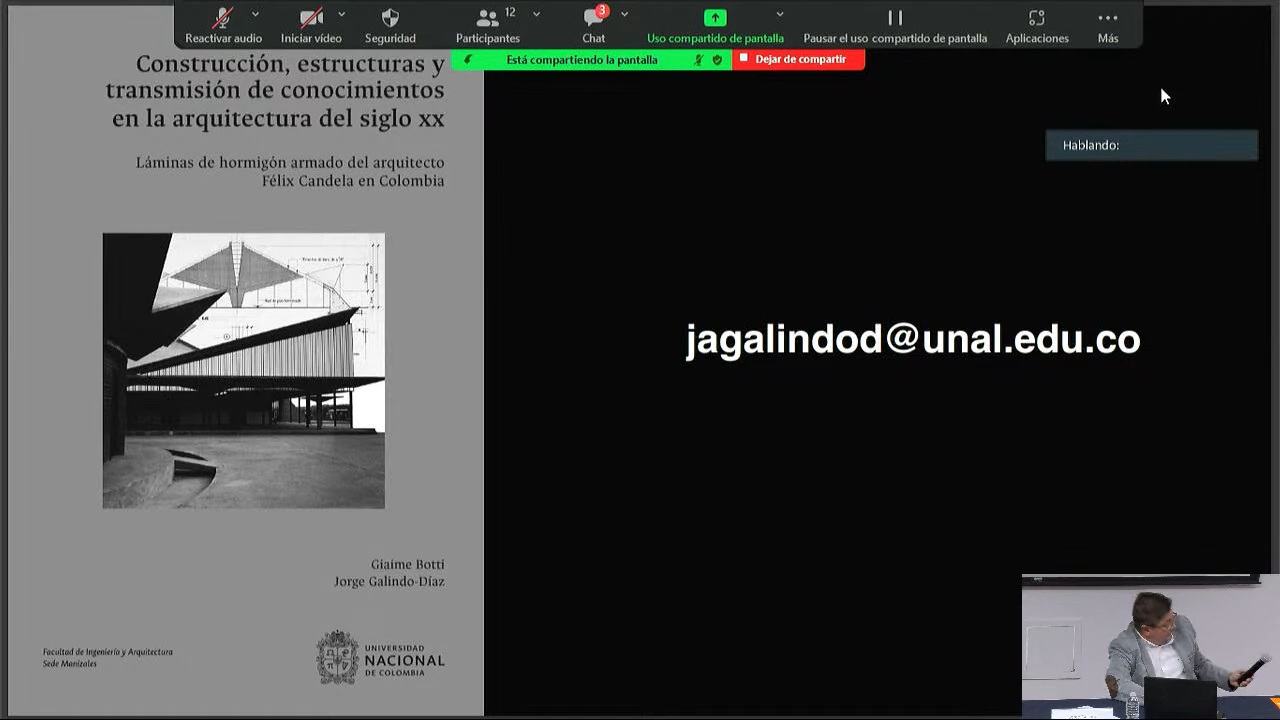 12
3
Reactivar audio
Iniciar vídeo
Seguridad
Participantes
Chat
Uso compartido de pantalla
Pausar el uso compartido de pantalla
Aplicaciones
Más
Está compartiendo la pantalla
Dejar de compartir
Construcción, estructuras y
transmisión de conocimientos
en la arquitectura del siglo xx
Láminas de hormigón armado del arquitecto
Félix Candela en Colombia
Hablando:
jagalindod@unal.edu.co
Giaime Botti
Jorge Galindo-Díaz
Facultad de Ingeniería y Arquitectura
Sede Manizales
UNIVERSIDAD
NACIONAL
DE COLOMBIA